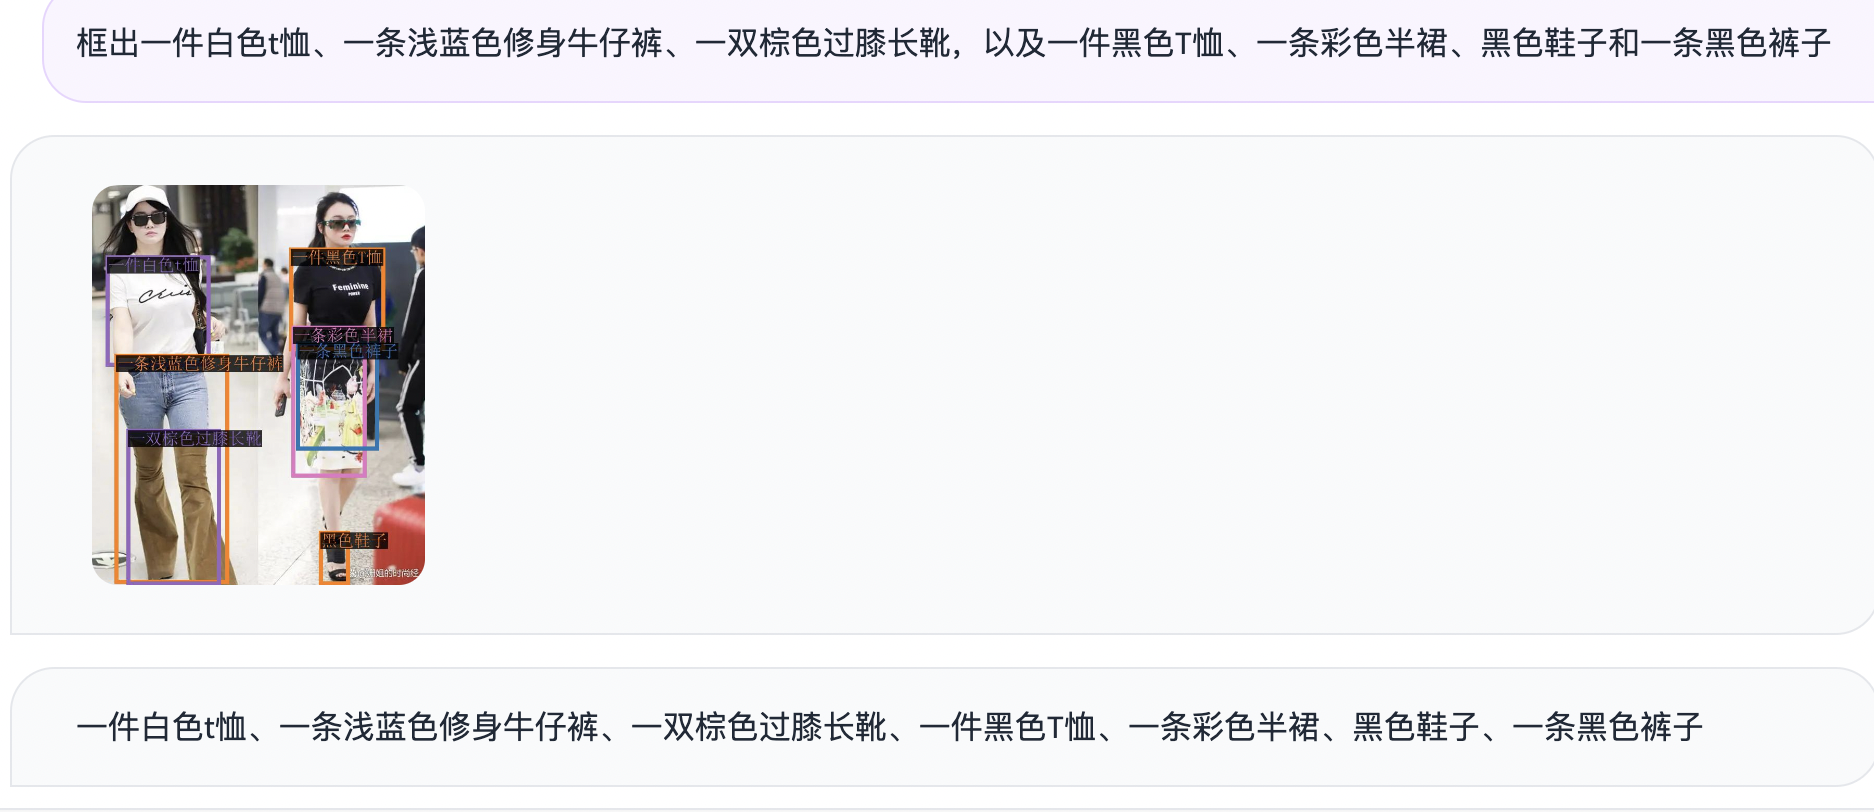 框出一件白色t恤、一条浅蓝色修身牛仔裤、一双棕色过膝长靴，以及一件黑色T恤、一条彩色半裙、黑色鞋子和一条黑色裤子
一件白色t恤
一件黑色T恤
Feminine
一条彩色半裙
一条黑色裤子
一条浅蓝色修身牛仔裤
一双棕色过膝长靴
黑色鞋子
姐的时尚经
一件白色t恤、一条浅蓝色修身牛仔裤、一双棕色过膝长靴、一件黑色T恤、一条彩色半裙、黑色鞋子、一条黑色裤子